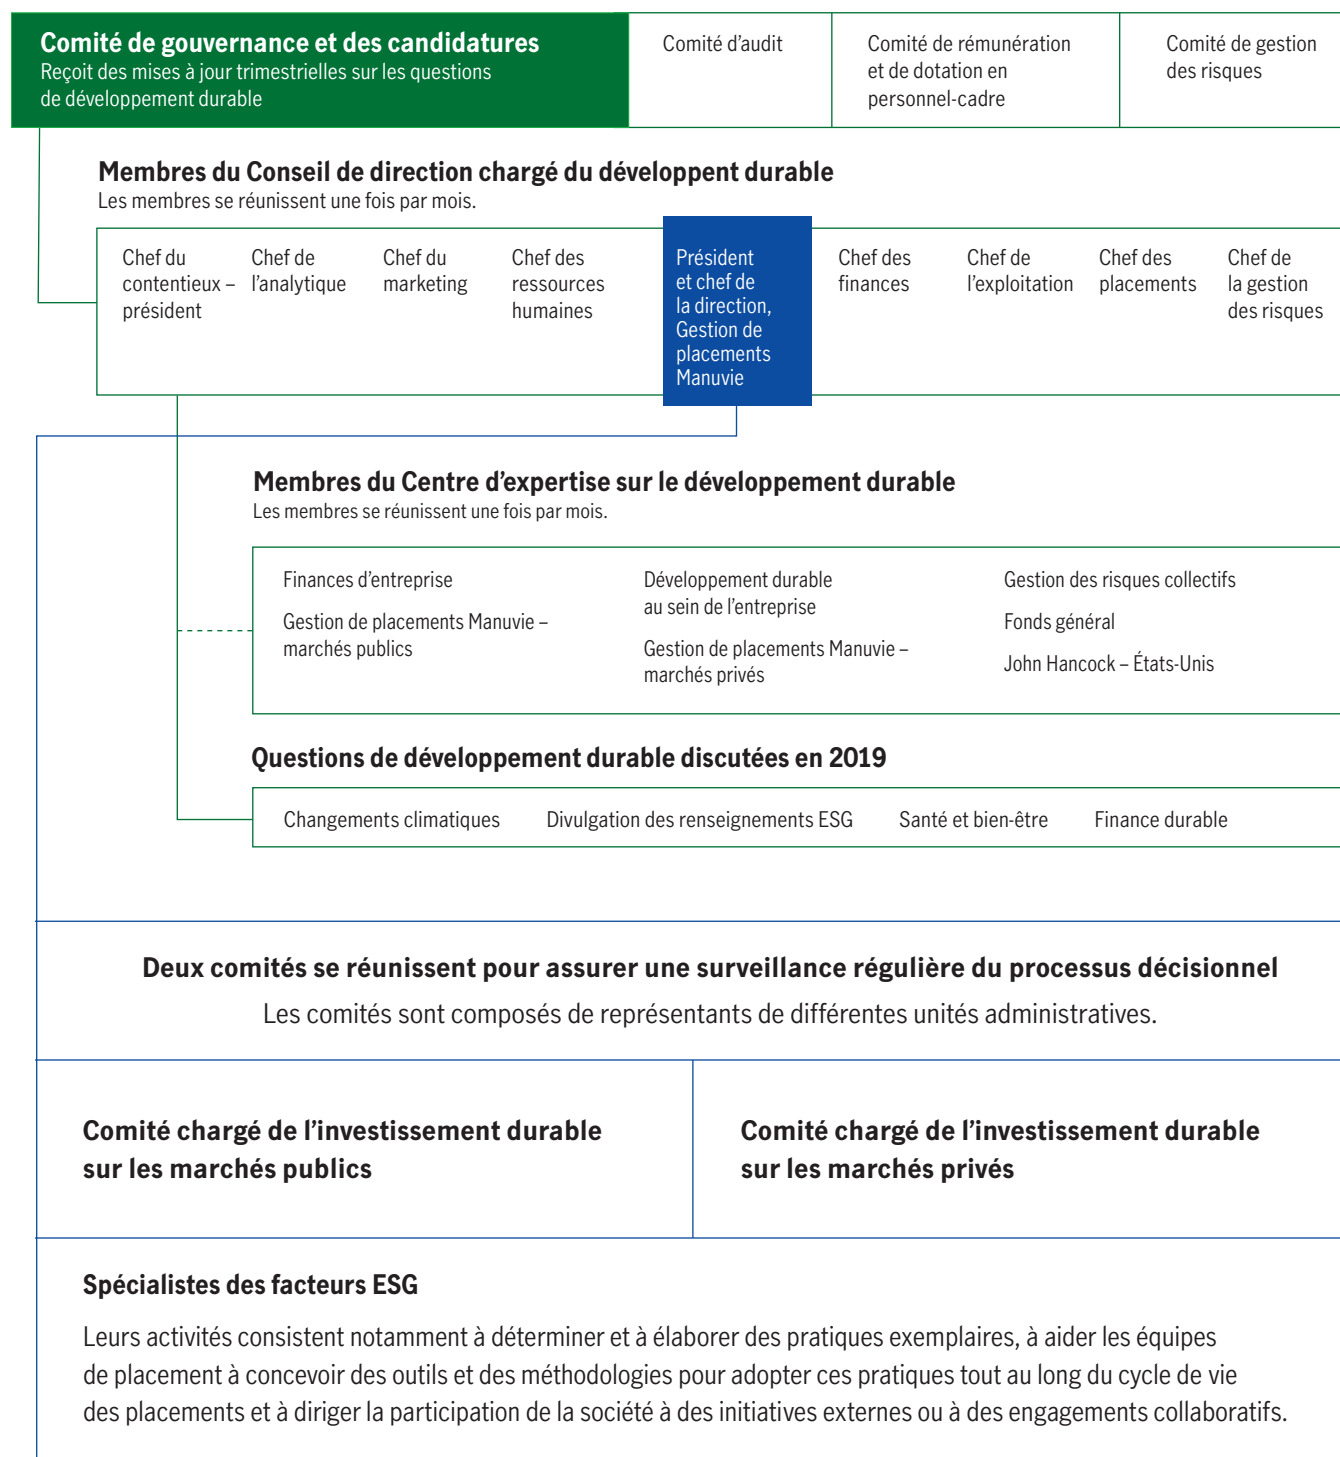 Comité de gouvernance et des candidatures
Reçoit des mises à jour trimestrielles sur les questions
de développement durable
Comité d'audit
Comité de rémunération
et de dotation en
personnel-cadre
Comité de gestion
des risques
Membres du Conseil de direction chargé du développent durable
Les membres se réunissent une fois par mois.
Chef du
contentieux –
président
Chef de
l'analytique
Chef du
marketing
Chef des
ressources
humaines
Président
et chef de
la direction,
Gestion de
placements
Manuvie
Chef des
finances
Chef de
l'exploitation
Chef des
placements
Chef de
la gestion
des risques
Membres du Centre d'expertise sur le développement durable
Les membres se réunissent une fois par mois.
Finances d'entreprise
Gestion de placements Manuvie –
marchés publics
Développement durable
au sein de l'entreprise
Gestion de placements Manuvie –
marchés privés
Gestion des risques collectifs
Fonds général
John Hancock – États-Unis
Questions de développement durable discutées en 2019
Changements climatiques
Divulgation des renseignements ESG
Santé et bien-être
Finance durable
Deux comités se réunissent pour assurer une surveillance régulière du processus décisionnel
Les comités sont composés de représentants de différentes unités administratives.
Comité chargé de l'investissement durable
sur les marchés publics
Comité chargé de l'investissement durable
sur les marchés privés
Spécialistes des facteurs ESG
Leurs activités consistent notamment à déterminer et à élaborer des pratiques exemplaires, à aider les équipes
de placement à concevoir des outils et des méthodologies pour adopter ces pratiques tout au long du cycle de vie
des placements et à diriger la participation de la société à des initiatives externes ou à des engagements collaboratifs.